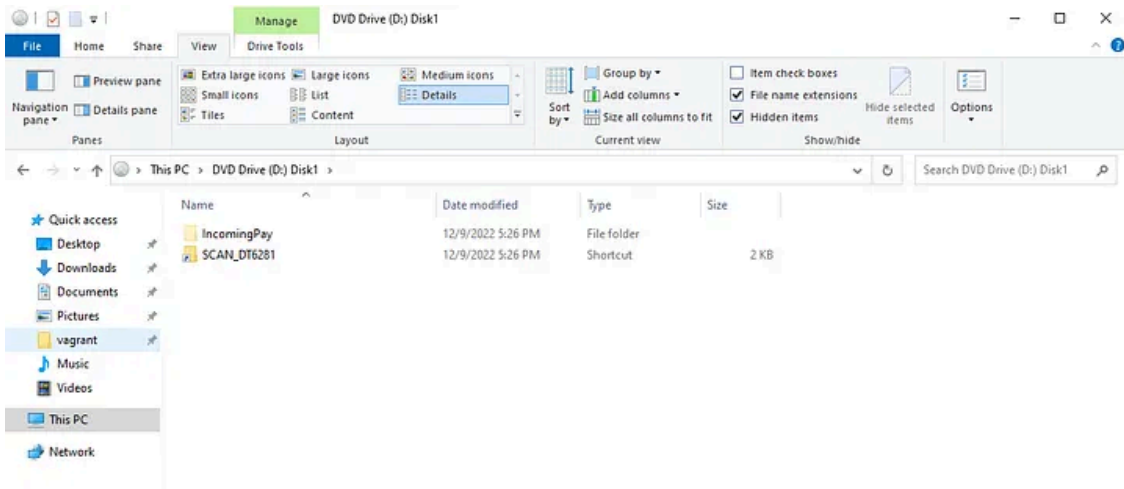 Manage DVD Drive (D:) Disk1
File Home Share View Drive Tools
Navigation pane
Preview pane
Details pane
Panes
Extra large icons Large icons Medium icons
Small icons List Details
Tiles Content
Layout
Sort by
Group by
Add columns
Size all columns to fit
Current view
Item check boxes
File name extensions
Hidden items
Hide selected items
Show/hide
Options
This PC > DVD Drive (D:) Disk1 >
Search DVD Drive (D:) Disk1
Name Date modified Type Size
IncomingPay 12/9/2022 5:26 PM File folder
SCAN_DT6281 12/9/2022 5:26 PM Shortcut 2 KB
Quick access
Desktop
Downloads
Documents
Pictures
vagrant
Music
Videos
This PC
Network